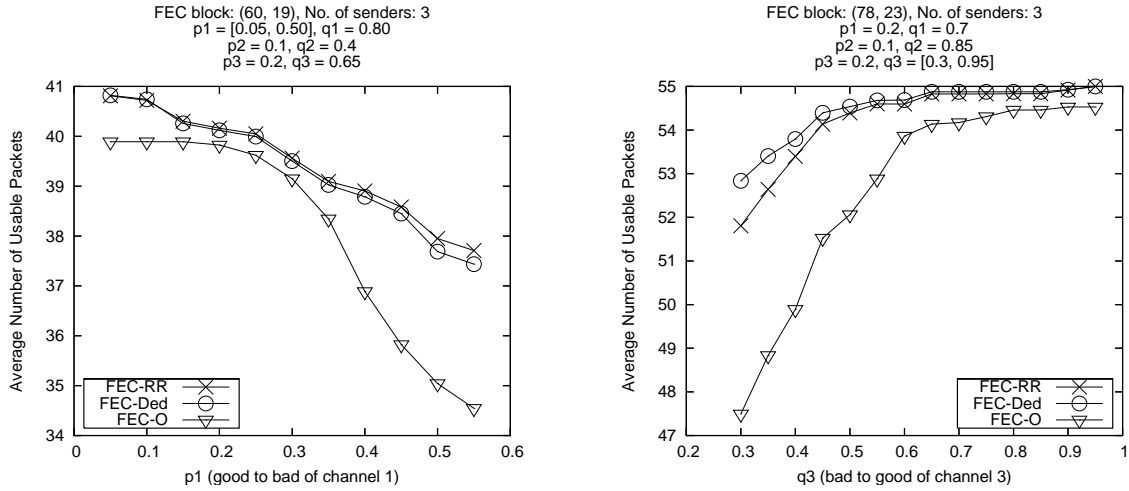 FEC block: (60, 19), No. of senders: 3
p1 = [0.05, 0.50], q1 = 0.80
p2 = 0.1, q2 = 0.4
p3 = 0.2, q3 = 0.65
41
40
39
38
37
36
35
34
Average Number of Usable Packets
FEC-RR
FEC-Ded
FEC-O
0 0.1 0.2 0.3 0.4 0.5 0.6
p1 (good to bad of channel 1)
FEC block: (78, 23), No. of senders: 3
p1 = 0.2, q1 = 0.7
p2 = 0.1, q2 = 0.85
p3 = 0.2, q3 = [0.3, 0.95]
55
54
53
52
51
50
49
48
47
Average Number of Usable Packets
FEC-RR
FEC-Ded
FEC-O
0.2 0.3 0.4 0.5 0.6 0.7 0.8 0.9 1
q3 (bad to good of channel 3)